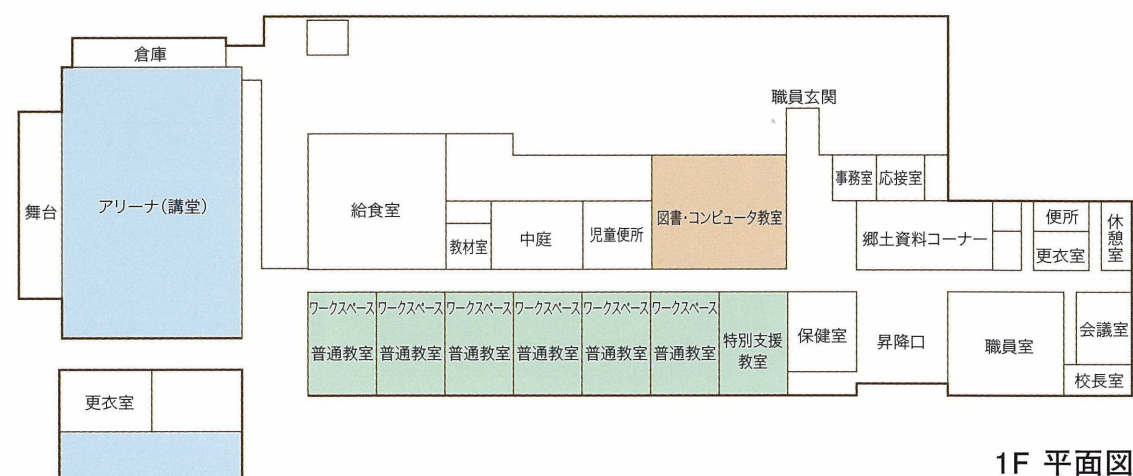 倉庫
職員玄関
事務室
応接室
舞台
アリーナ(講堂)
給食室
教材室
中庭
児童便所
図書・コンピュータ教室
郷土資料コーナー
便所
更衣室
休憩室
ワークスペース
普通教室
ワークスペース
普通教室
ワークスペース
普通教室
ワークスペース
普通教室
ワークスペース
普通教室
ワークスペース
普通教室
特別支援
教室
保健室
昇降口
職員室
会議室
校長室
更衣室
1F 平面図